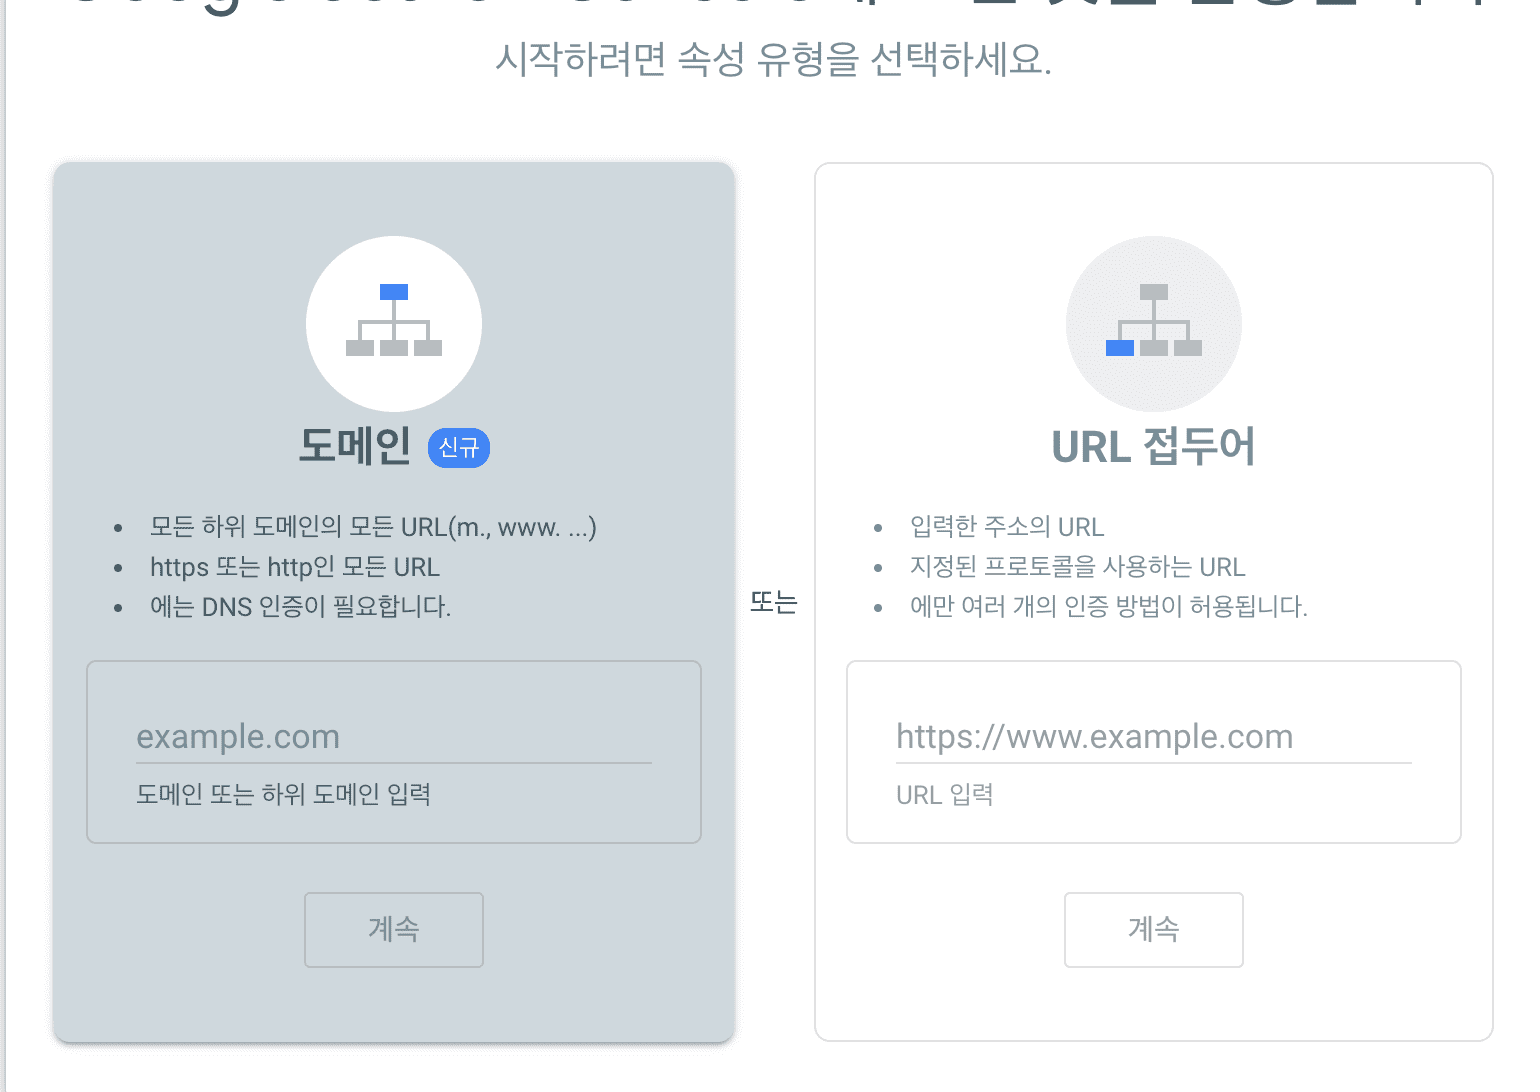 시작하려면 속성 유형을 선택하세요.
도메인 신규
모든 하위 도메인의 모든 URL(m., www. ...)
https 또는 http인 모든 URL
에는 DNS 인증이 필요합니다.
example.com
도메인 또는 하위 도메인 입력
계속
또는
URL 접두어
입력한 주소의 URL
지정된 프로토콜을 사용하는 URL
에만 여러 개의 인증 방법이 허용됩니다.
https://www.example.com
URL 입력
계속